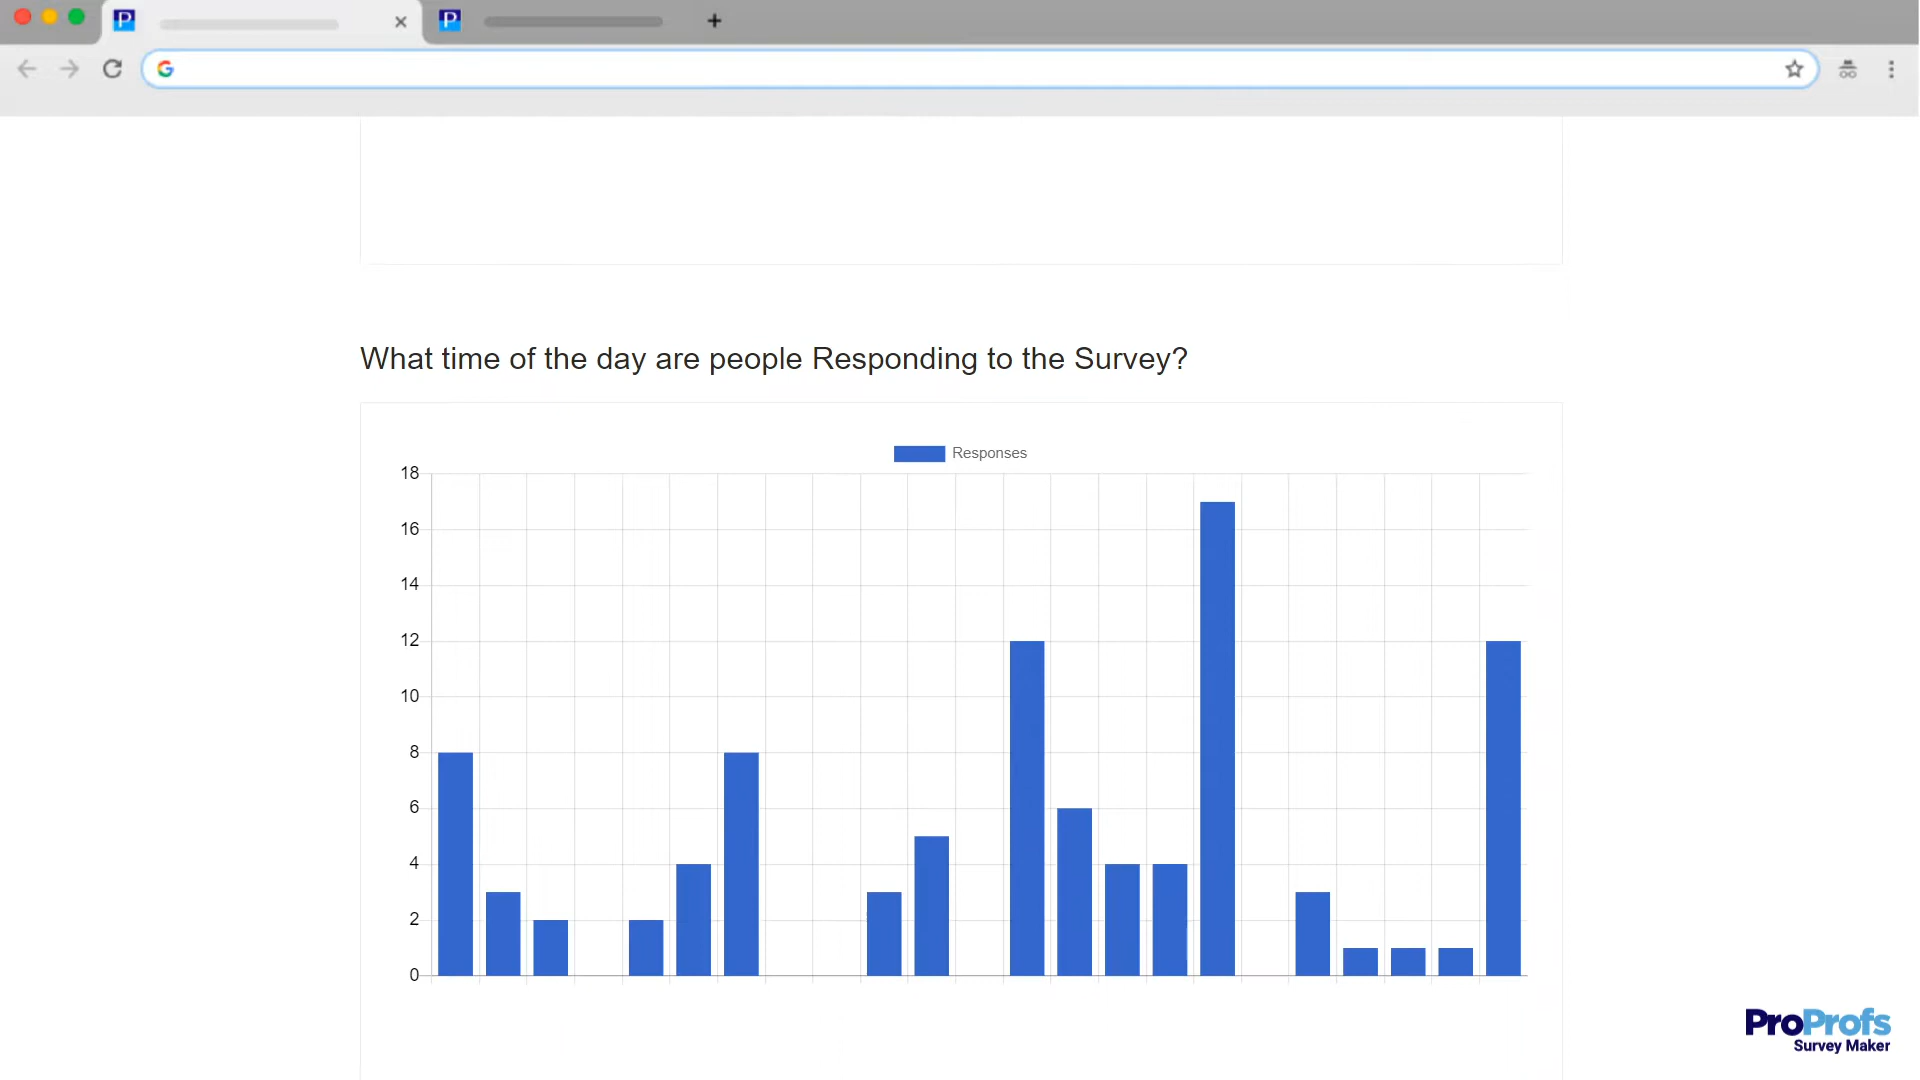 What time of the day are people Responding to the Survey?
Responses
18
16
14
12
10
8
6
4
2
0
ProProfs
Survey Maker